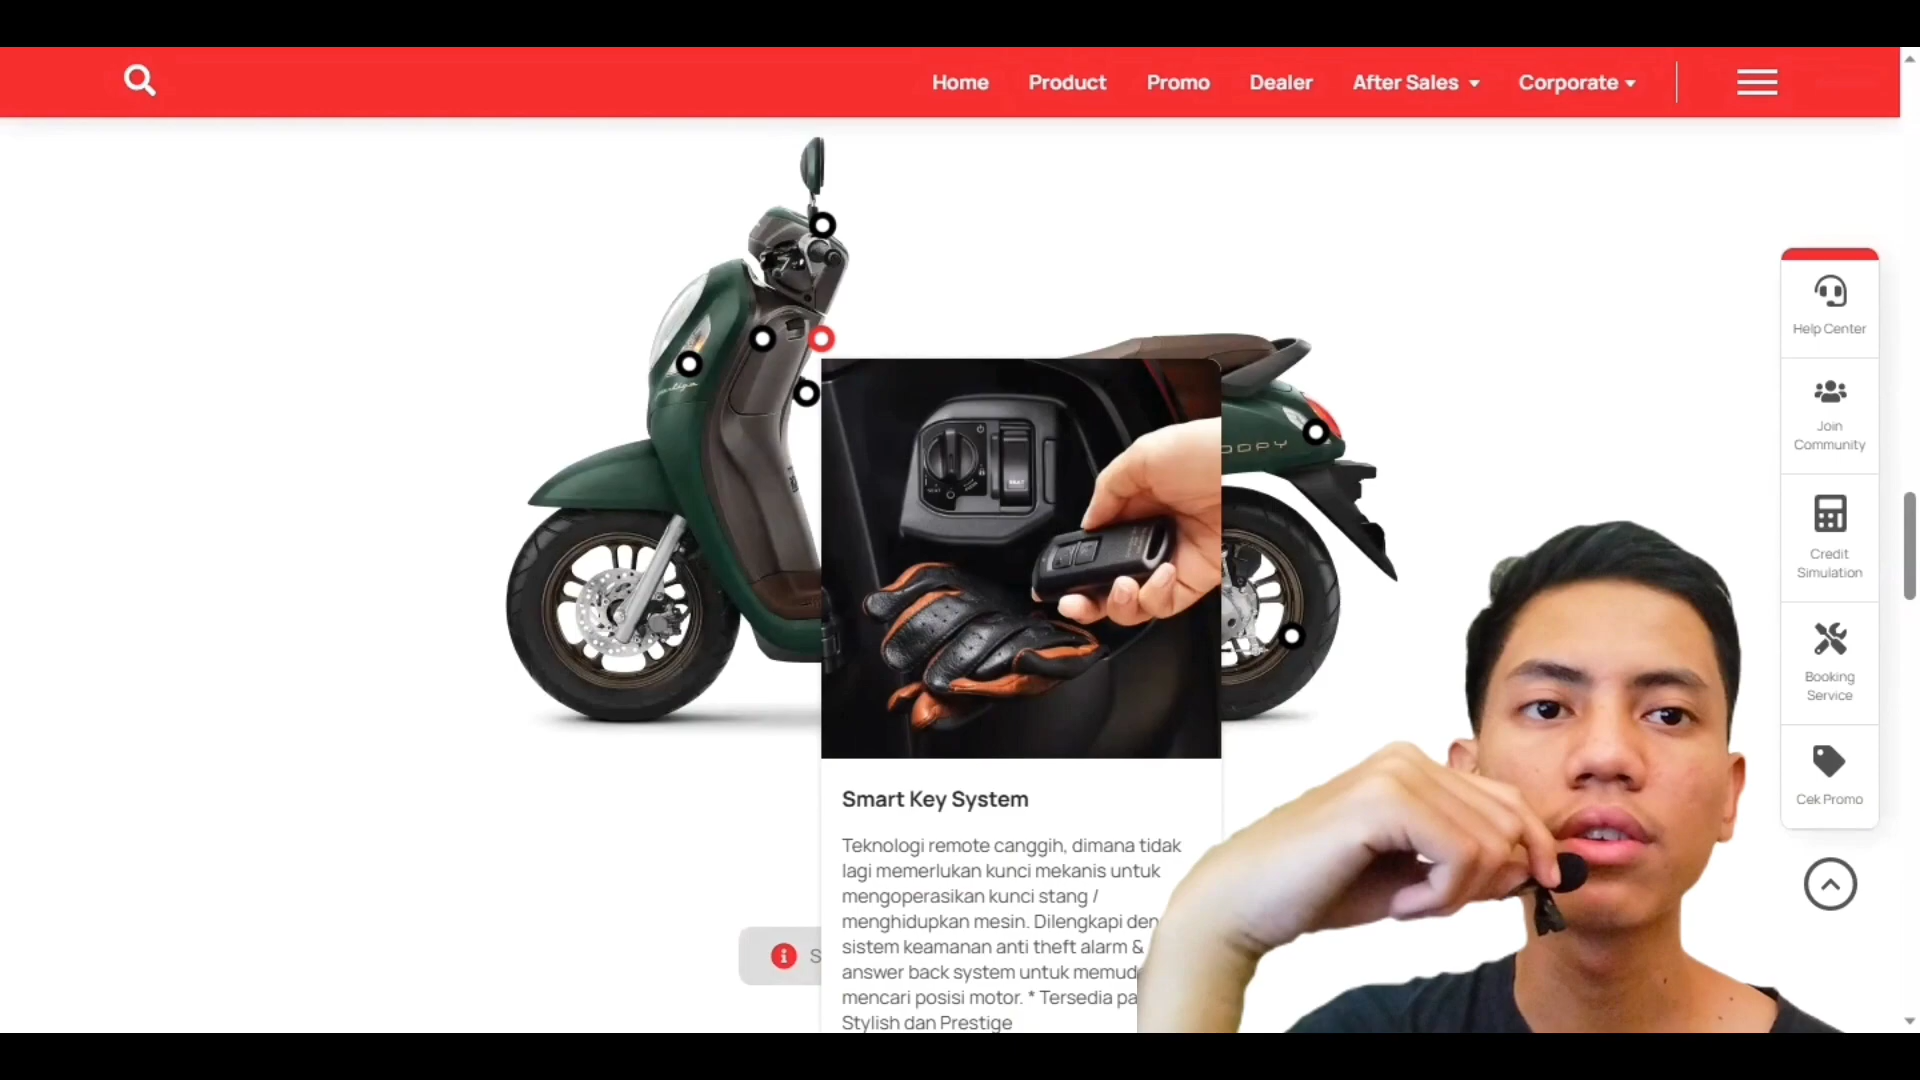 Home Product Promo Dealer After Sales Corporate
Help Center
Join
Community
Credit
Simulation
Booking
Service
Cek Promo
Smart Key System
Teknologi remote canggih, dimana tidak
lagi memerlukan kunci mekanis untuk
mengoperasikan kunci stang /
menghidupkan mesin. Dilengkapi den
sistem keamanan anti theft alarm &
answer back system untuk memud
mencari posisi motor. * Tersedia pa
Stylish dan Prestige
S
OOPY